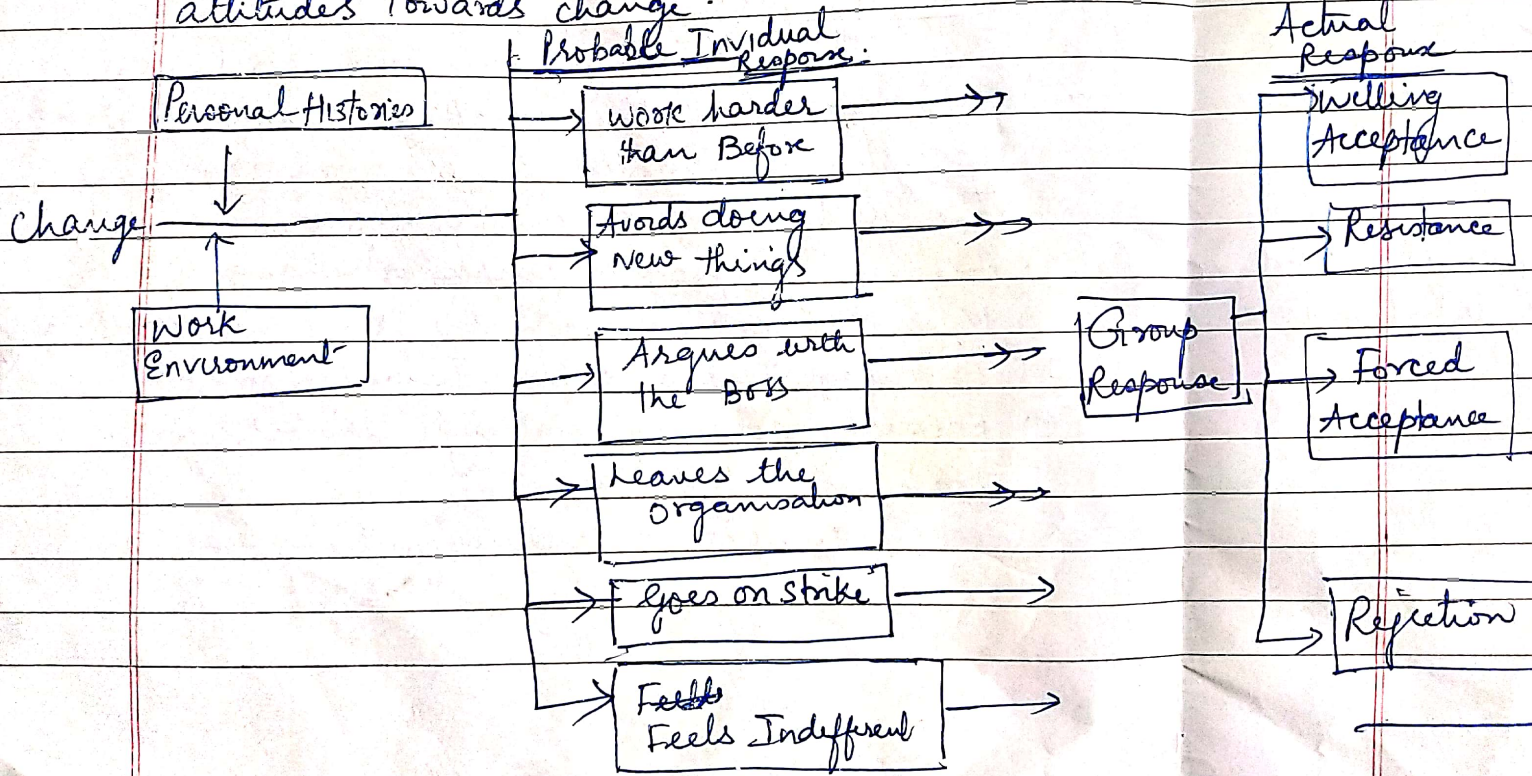 attitudes towards change.
Probable Invidual
Response:
Actual
Response
Personal Histories
Change
Work
Environment
Work harder
than Before
Avoids doing
New things
Argues with
the Boss
Leaves the
organisation
Goes on strike
Feels
Feels Indifferent
Group
Response
Willing
Acceptance
Resistance
Forced
Acceptance
Rejection